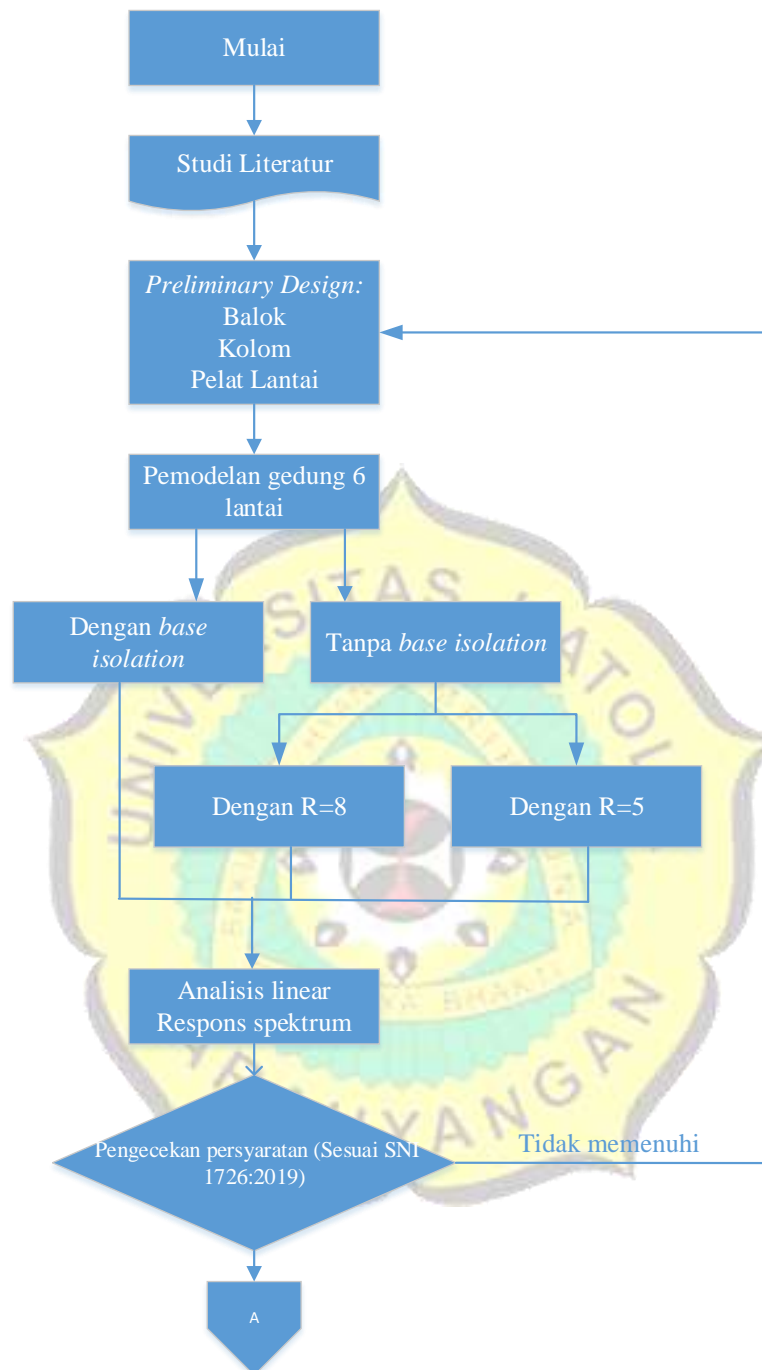 Mulai
Studi Literatur
Preliminary Design:
Balok
Kolom
Pelat Lantai
Pemodelan gedung 6
lantai
Dengan base
isolation
Tanpa base isolation
Dengan R=8
Dengan R=5
Analisis linear
Respons spektrum
Pengecekan persyaratan (Sesuai SNI
1726:2019)
Tidak memenuhi
A